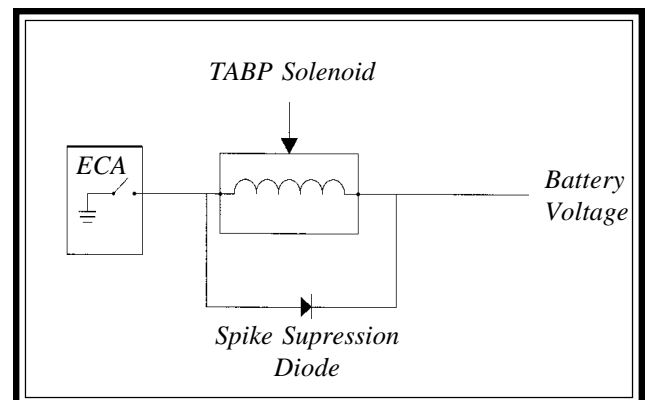 TABP Solenoid
ECA
Battery
Voltage
Spike Supression
Diode